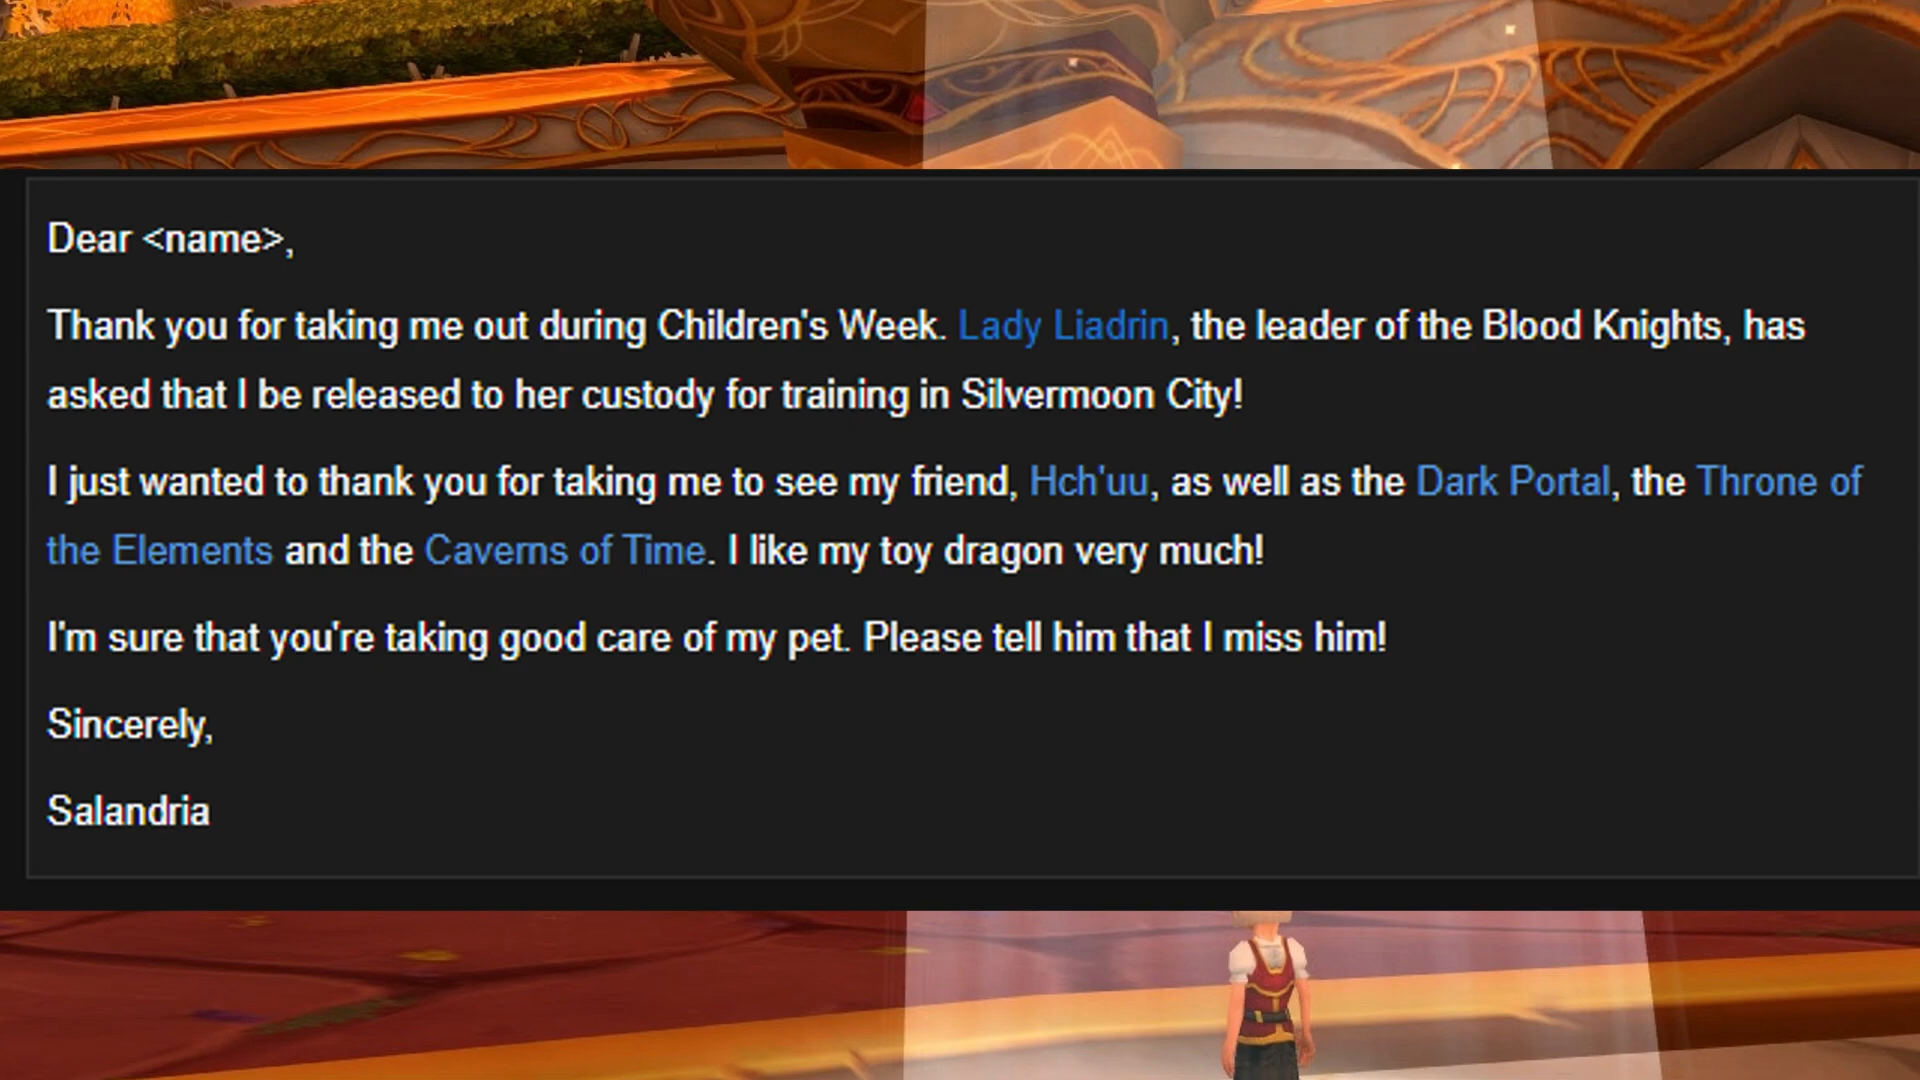 Dear <name>,
Thank you for taking me out during Children's Week. Lady Liadrin, the leader of the Blood Knights, has
asked that I be released to her custody for training in Silvermoon City!
I just wanted to thank you for taking me to see my friend, Hch'uu, as well as the Dark Portal, the Throne of
the Elements and the Caverns of Time. I like my toy dragon very much!
I'm sure that you're taking good care of my pet. Please tell him that I miss him!
Sincerely,
Salandria